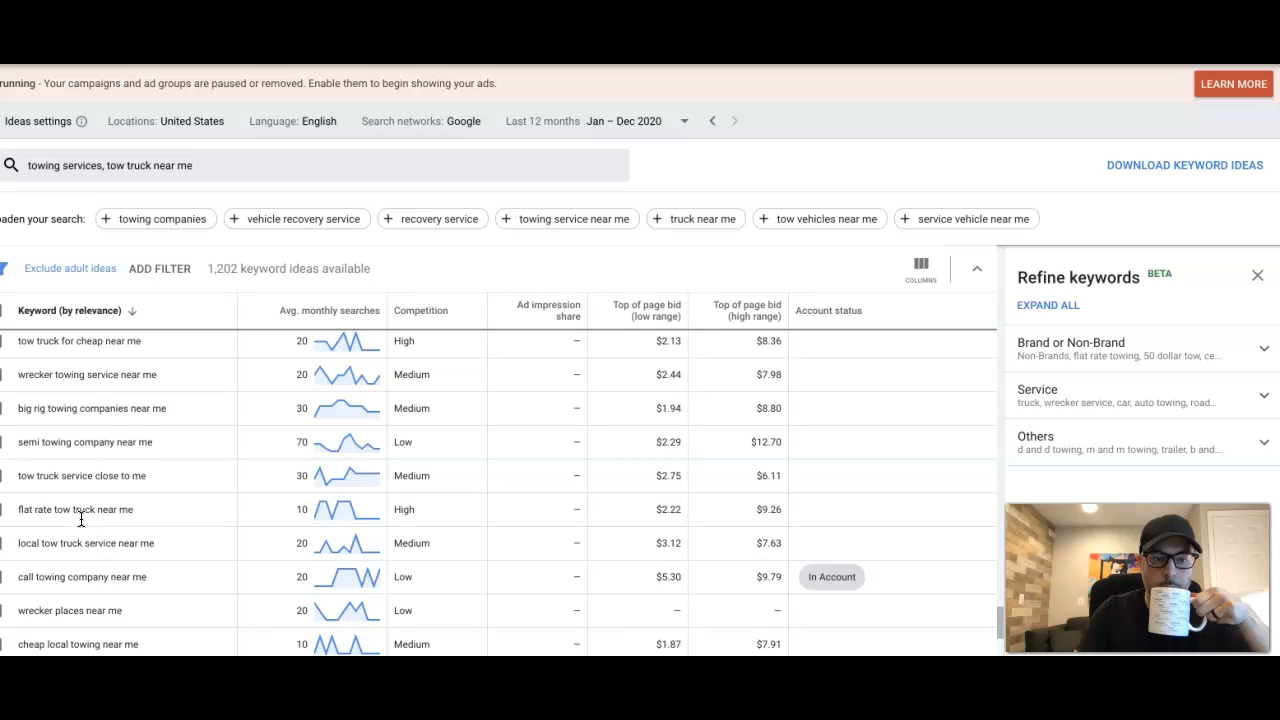 running - Your campaigns and ad groups are paused or removed. Enable them to begin showing your ads.
LEARN MORE
Ideas settings Locations: United States Language: English Search networks: Google Last 12 months Jan – Dec 2020
towing services, tow truck near me
DOWNLOAD KEYWORD IDEAS
paden your search: + towing companies + vehicle recovery service + recovery service + towing service near me + truck near me + tow vehicles near me + service vehicle near me
Exclude adult ideas ADD FILTER 1,202 keyword ideas available
COLUMNS
Keyword (by relevance) Avg. monthly searches Competition Ad impression share Top of page bid (low range) Top of page bid (high range) Account status
tow truck for cheap near me 20 High – $2.13 $8.36
wrecker towing service near me 20 Medium – $2.44 $7.98
big rig towing companies near me 30 Medium – $1.94 $8.80
semi towing company near me 70 Low – $2.29 $12.70
tow truck service close to me 30 Medium – $2.75 $6.11
flat rate tow truck near me 10 High – $2.22 $9.26
local tow truck service near me 20 Medium – $3.12 $7.63
call towing company near me 20 Low – $5.30 $9.79 In Account
wrecker places near me 20 Low – – –
cheap local towing near me 10 Medium – $1.87 $7.91
Refine keywords BETA
EXPAND ALL
Brand or Non-Brand
Non-Brands, flat rate towing, 50 dollar tow, ce...
Service
truck, wrecker service, car, auto towing, road...
Others
d and d towing, m and m towing, trailer, b and...